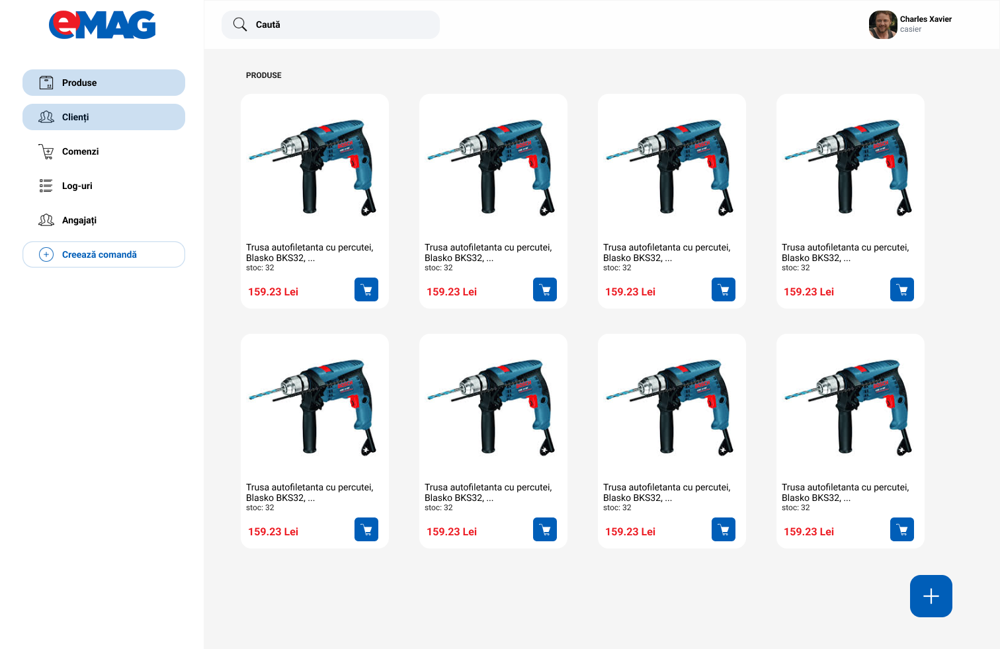 eMAG
Caută
Charles Xavier
casier
Produse
Clienți
Comenzi
Log-uri
Angajați
Creează comandă
PRODUSE
Trusa autofiletanta cu percutei,
Blasko BKS32, ...
stoc: 32
159.23 Lei
Trusa autofiletanta cu percutei,
Blasko BKS32, ...
stoc: 32
159.23 Lei
Trusa autofiletanta cu percutei,
Blasko BKS32, ...
stoc: 32
159.23 Lei
Trusa autofiletanta cu percutei,
Blasko BKS32, ...
stoc: 32
159.23 Lei
Trusa autofiletanta cu percutei,
Blasko BKS32, ...
stoc: 32
159.23 Lei
Trusa autofiletanta cu percutei,
Blasko BKS32, ...
stoc: 32
159.23 Lei
Trusa autofiletanta cu percutei,
Blasko BKS32, ...
stoc: 32
159.23 Lei
Trusa autofiletanta cu percutei,
Blasko BKS32, ...
stoc: 32
159.23 Lei